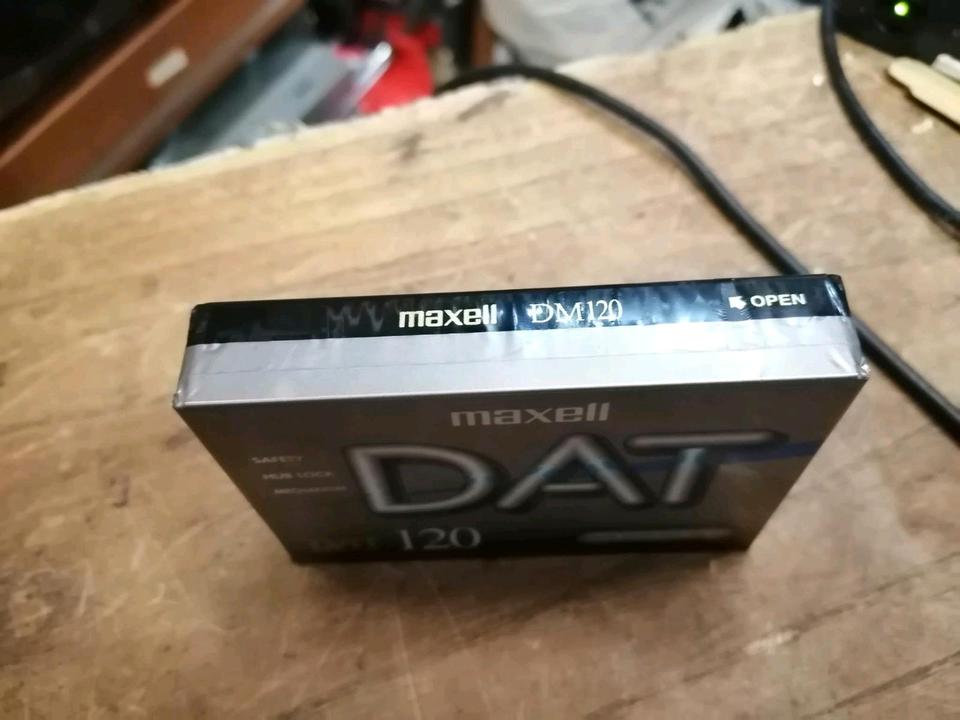 maxell DM120 OPEN
maxell
DAT
SAFETY
HUB LOCK
MECHANISM
120